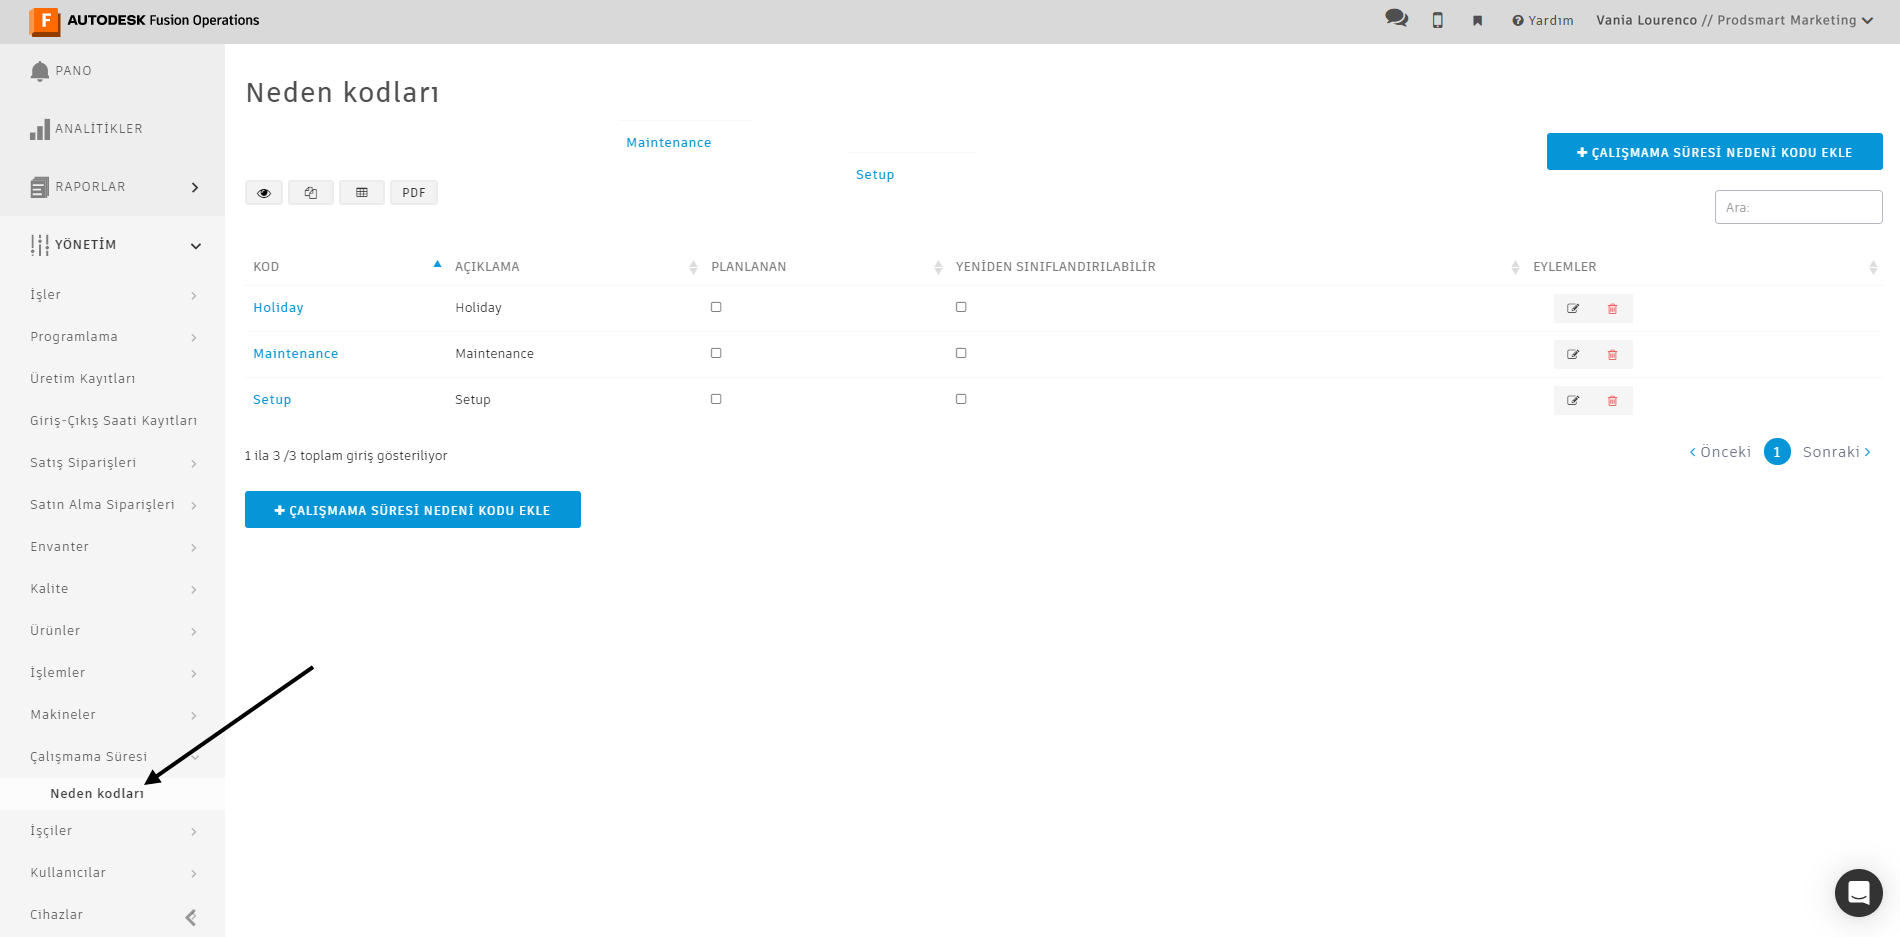 F AUTODESK Fusion Operations
Yardım
Vania Lourenco // Prodsmart Marketing
PANO
ANALİTİKLER
RAPORLAR
YÖNETİM
İşler
Programlama
Üretim Kayıtları
Giriş-Çıkış Saati Kayıtları
Satış Siparişleri
Satın Alma Siparişleri
Envanter
Kalite
Ürünler
İşlemler
Makineler
Çalışmama Süresi
Neden kodları
İşçiler
Kullanıcılar
Cihazlar
Neden kodları
Maintenance
Setup
+ ÇALIŞMAMA SÜRESİ NEDENİ KODU EKLE
PDF
Ara:
KOD AÇIKLAMA PLANLANAN YENİDEN SINIFLANDIRILABİLİR EYLEMLER
Holiday Holiday
Maintenance Maintenance
Setup Setup
1 ila 3 /3 toplam giriş gösteriliyor
‹ Önceki 1 Sonraki ›
+ ÇALIŞMAMA SÜRESİ NEDENİ KODU EKLE